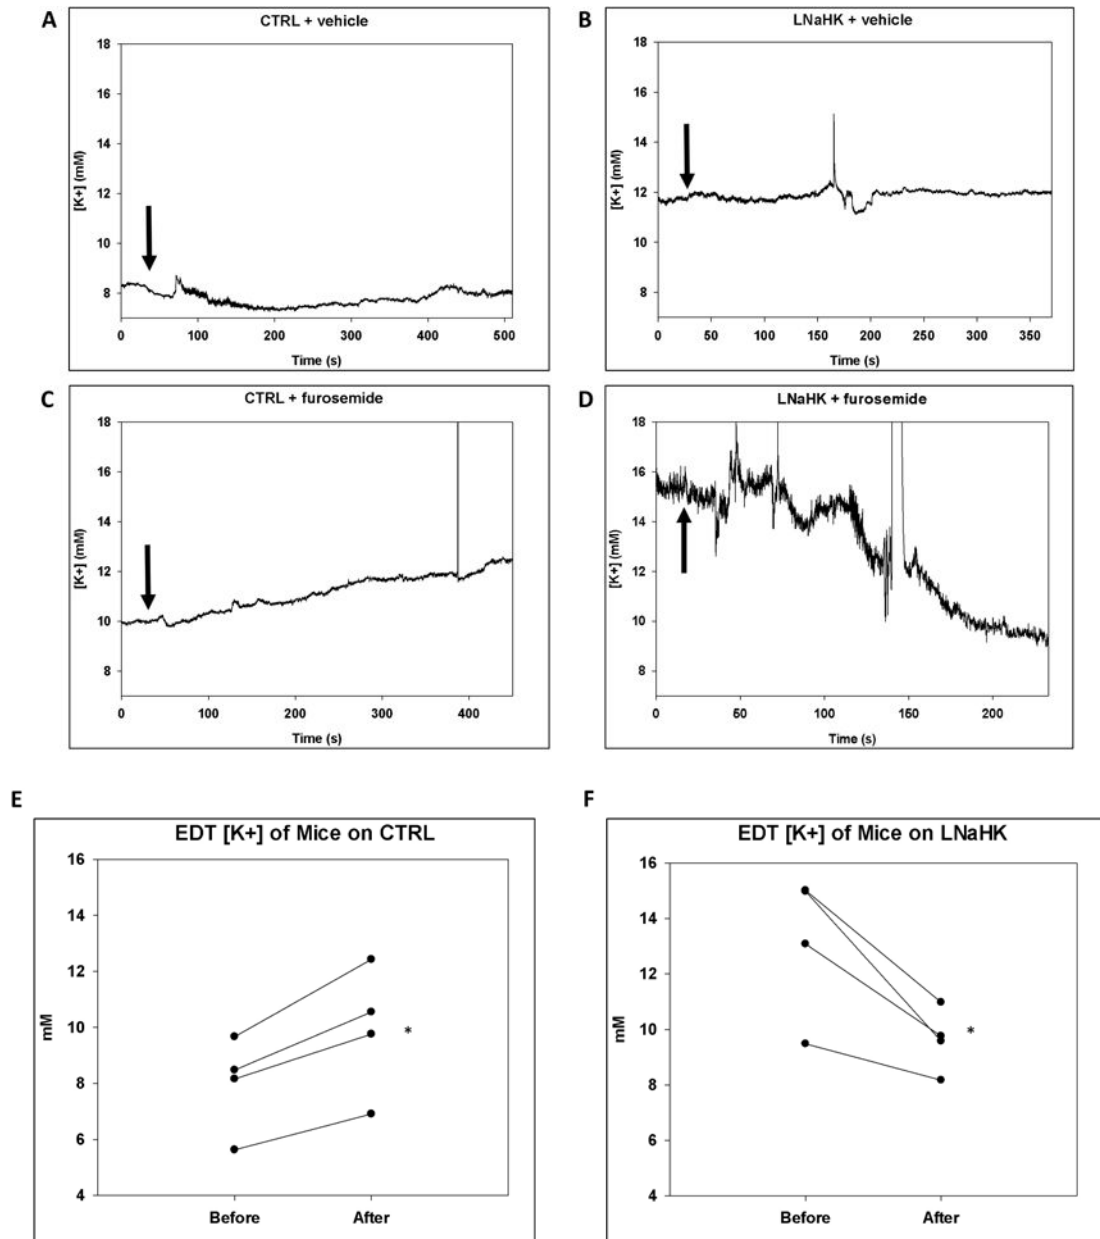 A
CTRL + vehicle
18
16
14
12
10
8
[K+] (mM)
0 100 200 300 400 500
Time (s)
B
LNaHK + vehicle
18
16
14
12
10
8
[K+] (mM)
0 50 100 150 200 250 300 350
Time (s)
C
CTRL + furosemide
18
16
14
12
10
8
[K+] (mM)
0 100 200 300 400
Time (s)
D
LNaHK + furosemide
18
16
14
12
10
8
[K+] (mM)
0 50 100 150 200
Time (s)
E
EDT [K+] of Mice on CTRL
16
14
12
10
8
6
4
mM
*
Before After
F
EDT [K+] of Mice on LNaHK
16
14
12
10
8
6
4
mM
*
Before After